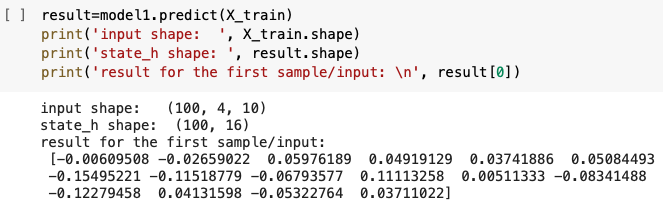 [ ] result=model1.predict(X_train)
print('input shape:  ', X_train.shape)
print('state_h shape: ', result.shape)
print('result for the first sample/input: \n', result[0])
input shape:   (100, 4, 10)
state_h shape:  (100, 16)
result for the first sample/input:
 [-0.00609508 -0.02659022  0.05976189  0.04919129  0.03741886  0.05084493
 -0.15495221 -0.11518779 -0.06793577  0.11113258  0.00511333 -0.08341488
 -0.12279458  0.04131598 -0.05322764  0.03711022]